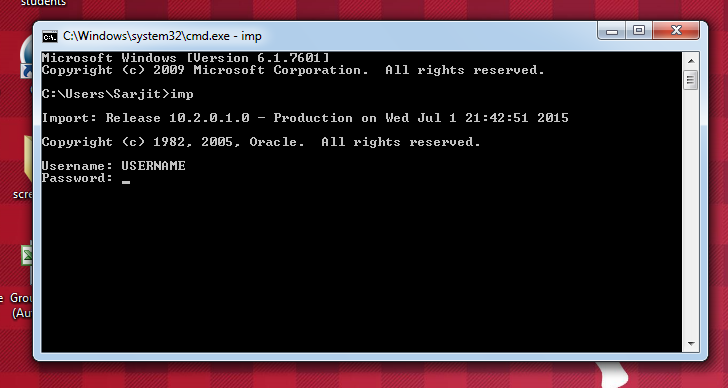 students
C:\Windows\system32\cmd.exe - imp
Microsoft Windows [Version 6.1.7601]
Copyright (c) 2009 Microsoft Corporation.  All rights reserved.
C:\Users\Sarjit>imp
Import: Release 10.2.0.1.0 - Production on Wed Jul 1 21:42:51 2015
Copyright (c) 1982, 2005, Oracle.  All rights reserved.
Username: USERNAME
Password: _
scre
e Grou
(Au